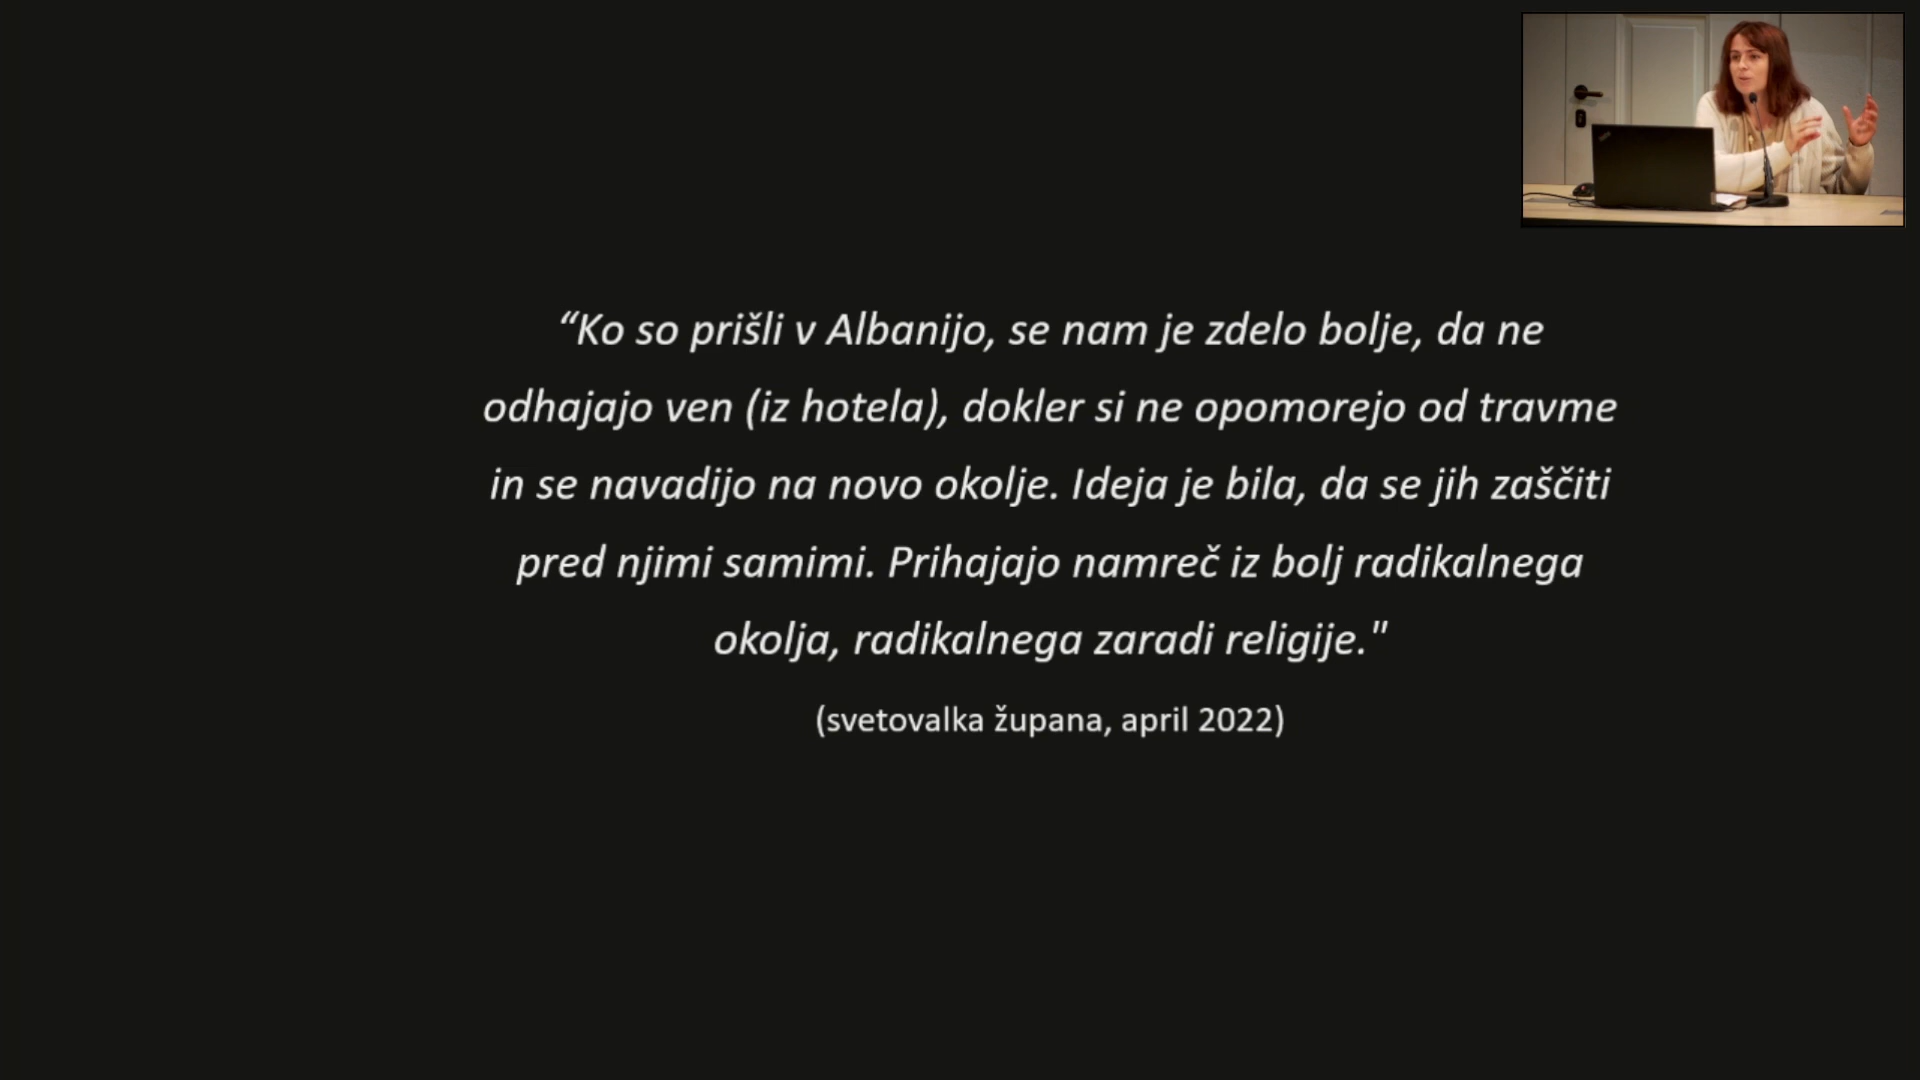 “Ko so prišli v Albanijo, se nam je zdelo bolje, da ne
odhajajo ven (iz hotela), dokler si ne opomorejo od travme
in se navadijo na novo okolje. Ideja je bila, da se jih zaščiti
pred njimi samimi. Prihajajo namreč iz bolj radikalnega
okolja, radikalnega zaradi religije."
(svetovalka župana, april 2022)